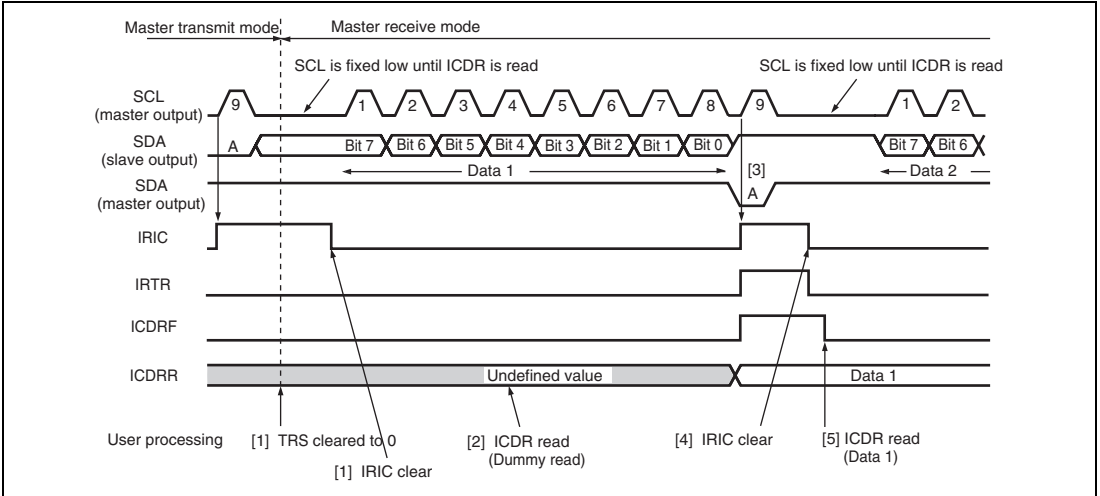 Master transmit mode Master receive mode
SCL is fixed low until ICDR is read SCL is fixed low until ICDR is read
SCL
(master output)
9 1 2 3 4 5 6 7 8 9 1 2
SDA
(slave output)
A Bit 7 Bit 6 Bit 5 Bit 4 Bit 3 Bit 2 Bit 1 Bit 0 Bit 7 Bit 6
Data 1 [3] Data 2
SDA
(master output)
A
IRIC
IRTR
ICDRF
ICDRR Undefined value Data 1
User processing [1] TRS cleared to 0 [2] ICDR read [4] IRIC clear [5] ICDR read
(Dummy read) (Data 1)
[1] IRIC clear